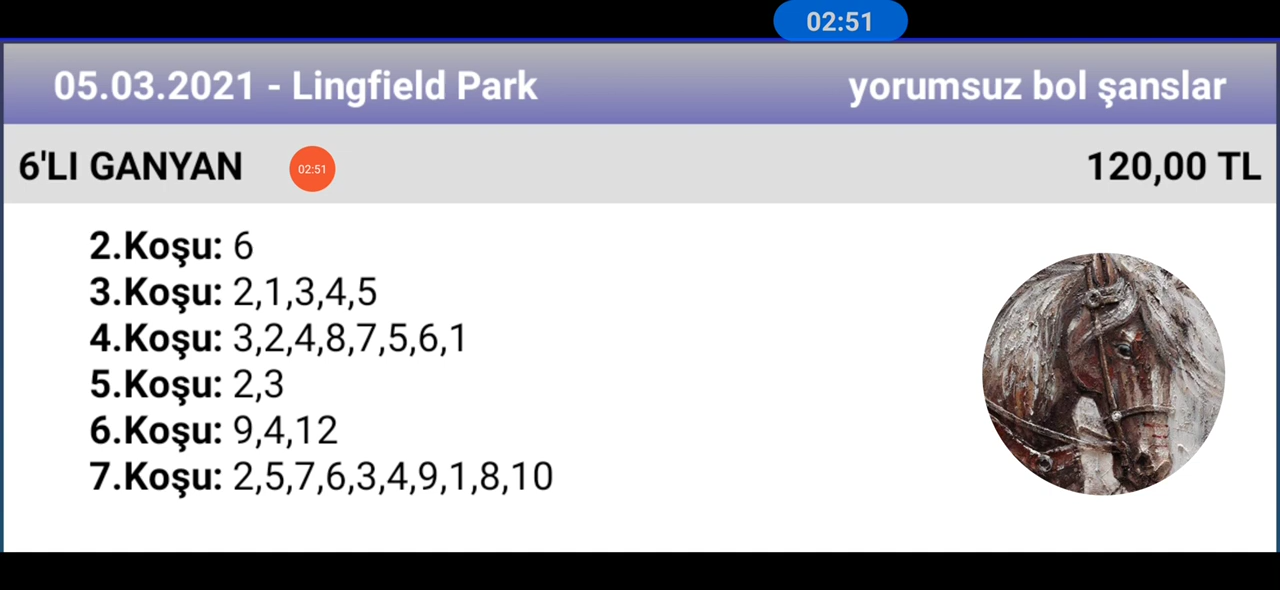 02:51
05.03.2021 - Lingfield Park yorumsuz bol şanslar
6'LI GANYAN 02:51 120,00 TL
2.Koşu: 6
3.Koşu: 2,1,3,4,5
4.Koşu: 3,2,4,8,7,5,6,1
5.Koşu: 2,3
6.Koşu: 9,4,12
7.Koşu: 2,5,7,6,3,4,9,1,8,10